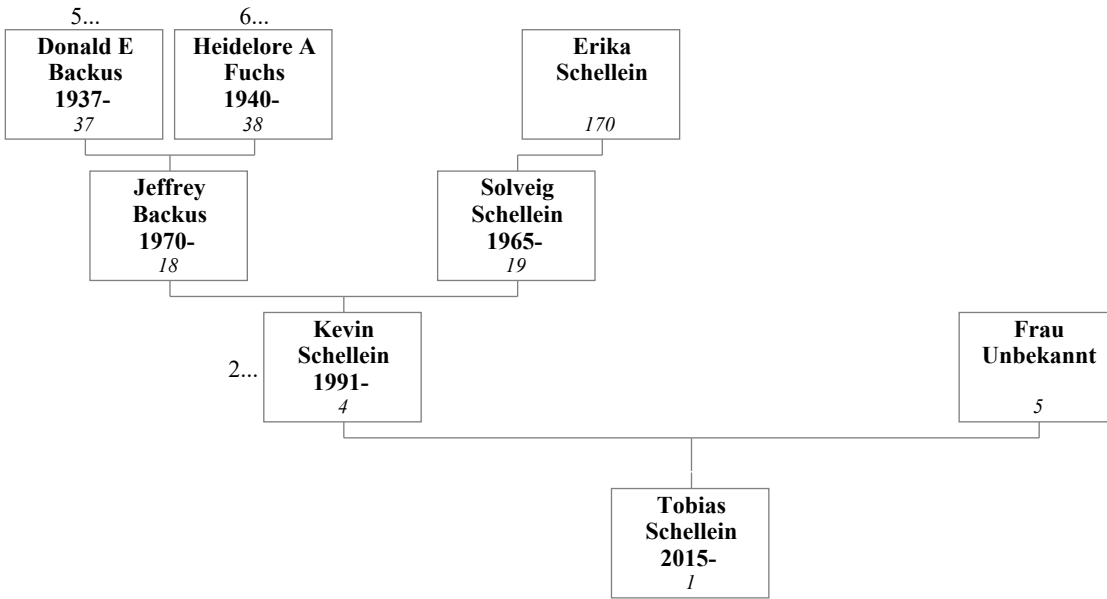 5...
6...
Donald E
Backus
1937-
37
Heidelore A
Fuchs
1940-
38
Erika
Schellein
170
Jeffrey
Backus
1970-
18
Solveig
Schellein
1965-
19
2...
Kevin
Schellein
1991-
4
Frau
Unbekannt
5
Tobias
Schellein
2015-
1